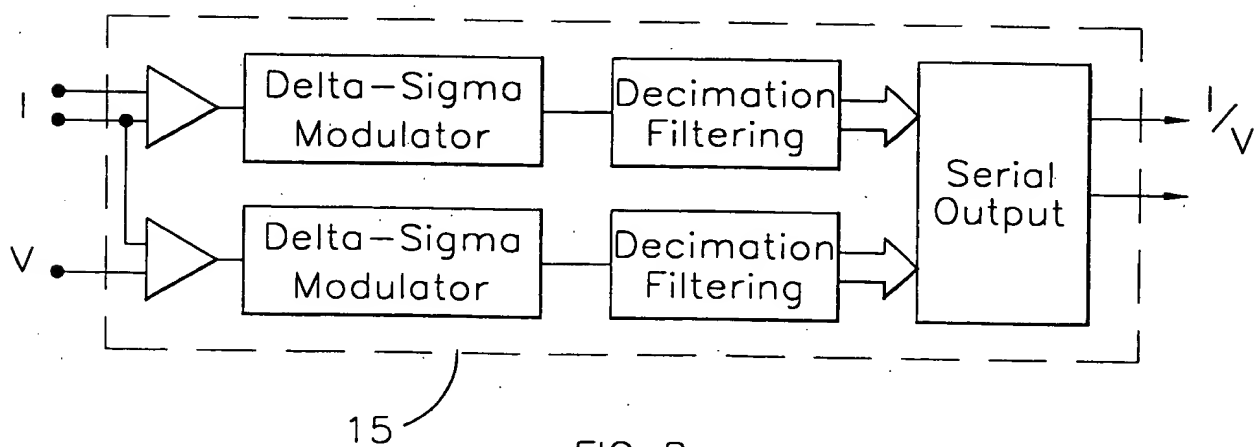 I
Delta-Sigma
Modulator
Decimation
Filtering
Serial
Output
I/V
V
Delta-Sigma
Modulator
Decimation
Filtering
15